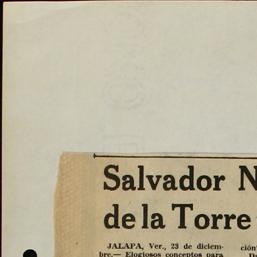 Salvador N
de la Torre
JALAPA, Ver., 23 de diciem-
bre.— Elogiosos conceptos para
ción